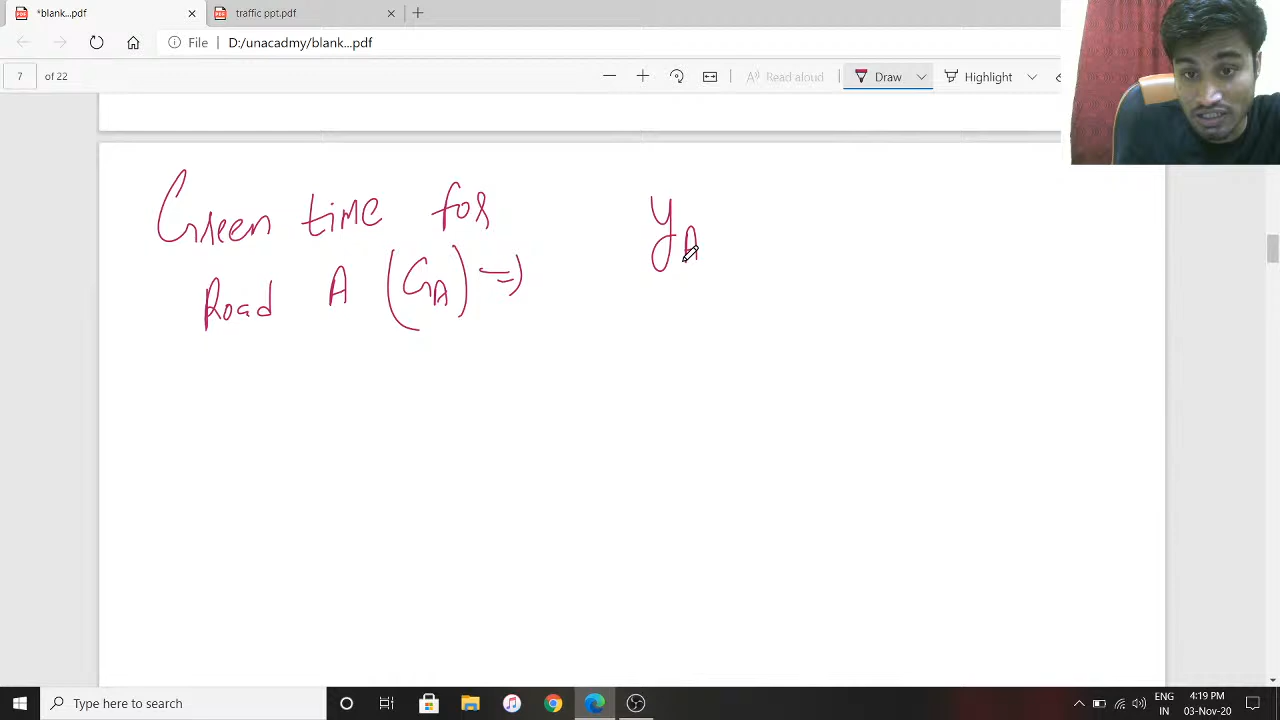 *blank...pdf
traffic ppt.pdf
File
D:/unacadmy/blank...pdf
7 of 22
Read aloud
Draw
Highlight
Green time for
Road A (GA) =>
yA
Type here to search
ENG
IN
4:19 PM
03-Nov-20